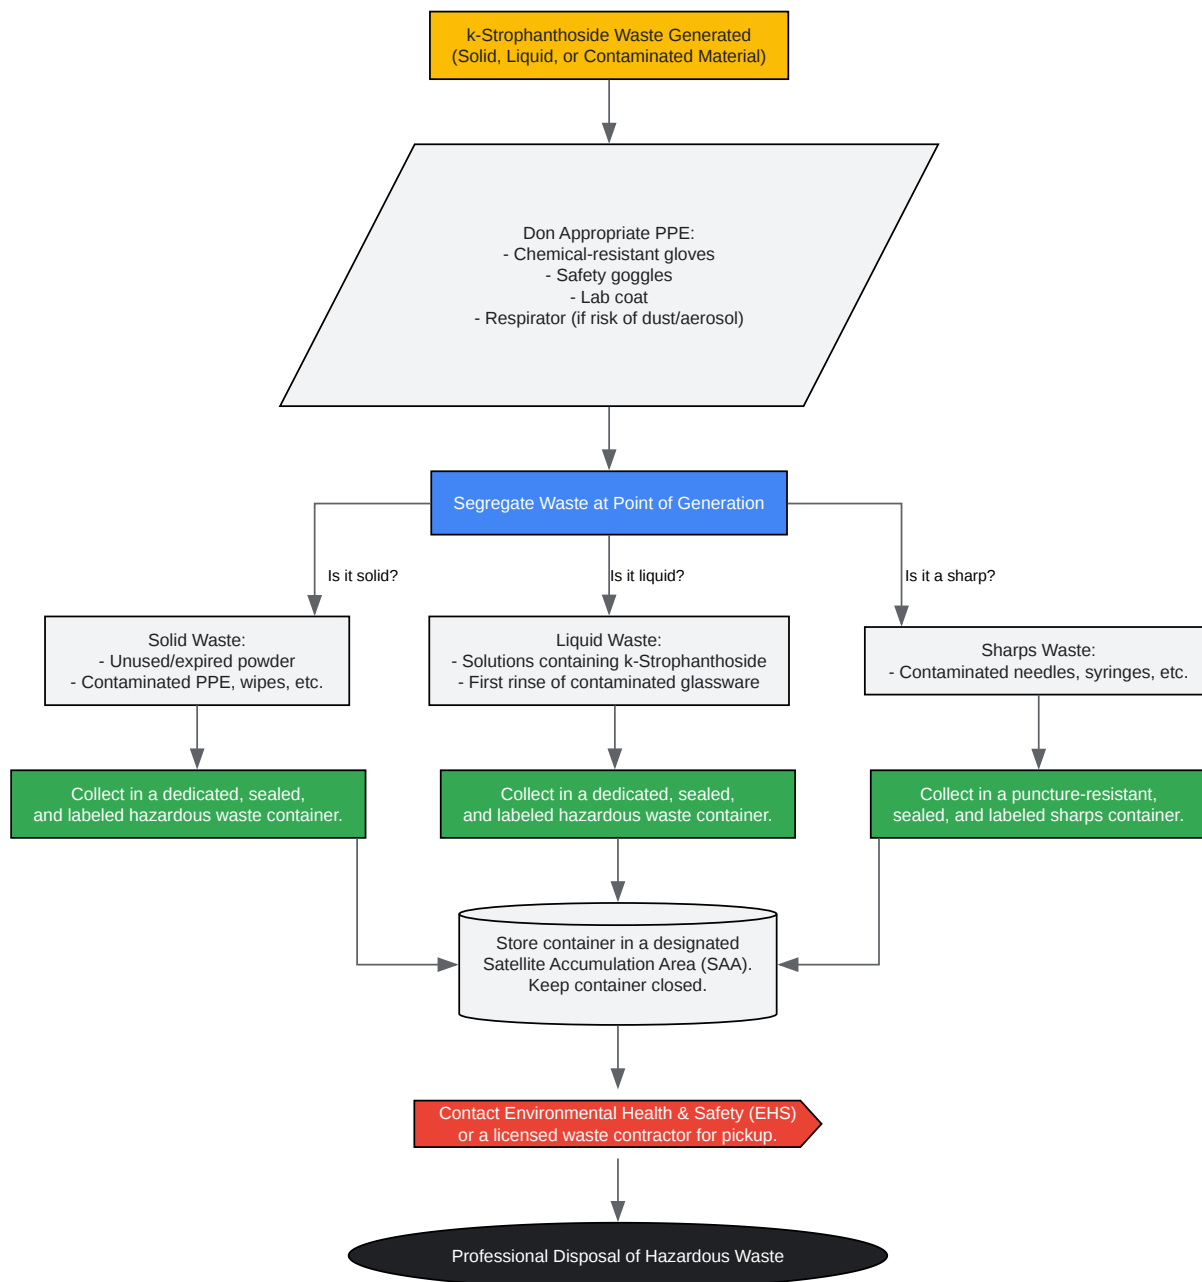 k-Strophanthoside Waste Generated
(Solid, Liquid, or Contaminated Material)
Don Appropriate PPE:
- Chemical-resistant gloves
- Safety goggles
- Lab coat
- Respirator (if risk of dust/aerosol)
Segregate Waste at Point of Generation
Is it solid?
Is it liquid?
Is it a sharp?
Solid Waste:
- Unused/expired powder
- Contaminated PPE, wipes, etc.
Liquid Waste:
- Solutions containing k-Strophanthoside
- First rinse of contaminated glassware
Sharps Waste:
- Contaminated needles, syringes, etc.
Collect in a dedicated, sealed,
and labeled hazardous waste container.
Collect in a dedicated, sealed,
and labeled hazardous waste container.
Collect in a puncture-resistant,
sealed, and labeled sharps container.
Store container in a designated
Satellite Accumulation Area (SAA).
Keep container closed.
Contact Environmental Health & Safety (EHS)
or a licensed waste contractor for pickup.
Professional Disposal of Hazardous Waste